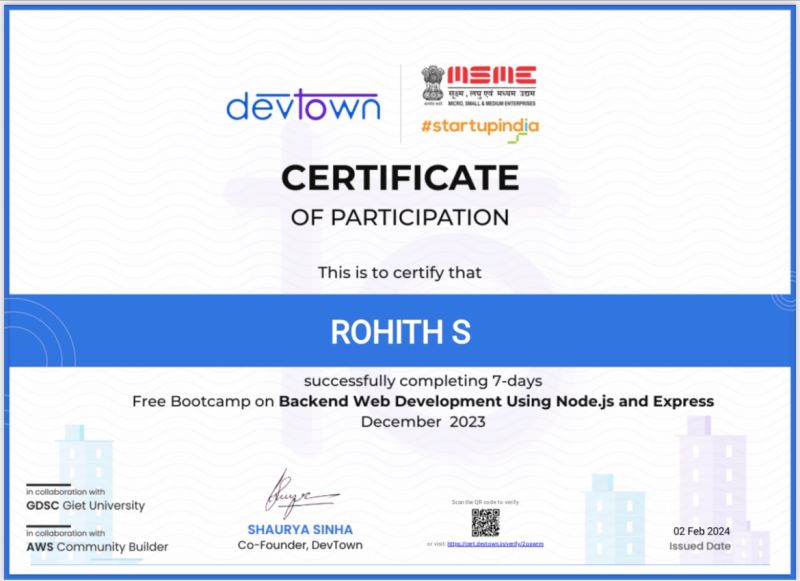 devtown
MSME
सूक्ष्म, लघु एवं मध्यम उद्यम
MICRO, SMALL & MEDIUM ENTERPRISES
#startupindia
CERTIFICATE
OF PARTICIPATION
This is to certify that
ROHITH S
successfully completing 7-days
Free Bootcamp on Backend Web Development Using Node.js and Express
December 2023
in collaboration with
GDSC Giet University
in collaboration with
AWS Community Builder
SHAURYA SINHA
Co-Founder, DevTown
Scan the QR code to verify
or visit: https://cert.devtown.in/verify/
02 Feb 2024
Issued Date